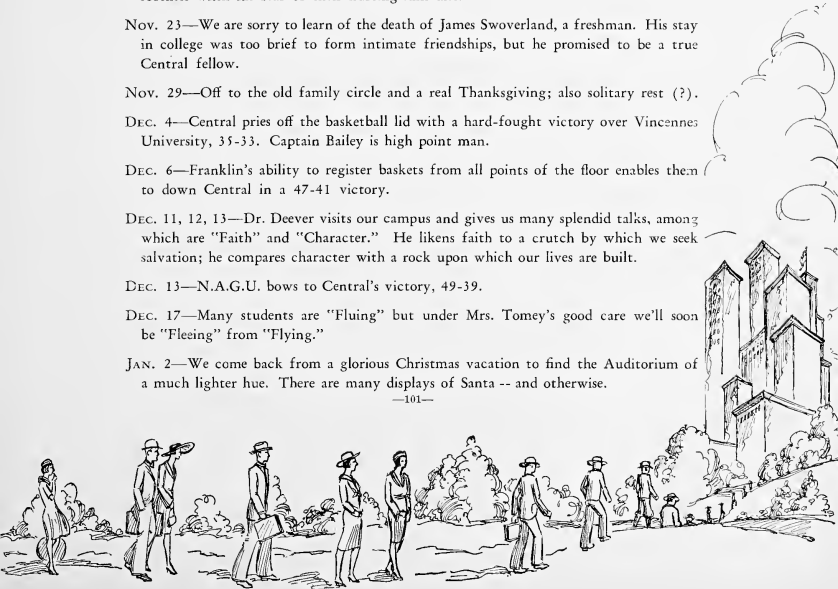 Nov. 23—We are sorry to learn of the death of James Swoverland, a freshman. His stay
in college was too brief to form intimate friendships, but he promised to be a true
Central fellow.
Nov. 29—Off to the old family circle and a real Thanksgiving; also solitary rest (?).
Dec. 4—Central pries off the basketball lid with a hard-fought victory over Vincennes
University, 35-33. Captain Bailey is high point man.
Dec. 6—Franklin's ability to register baskets from all points of the floor enables them
to down Central in a 47-41 victory.
Dec. 11, 12, 13—Dr. Deever visits our campus and gives us many splendid talks, among
which are "Faith" and "Character." He likens faith to a crutch by which we seek
salvation; he compares character with a rock upon which our lives are built.
Dec. 13—N.A.G.U. bows to Central's victory, 49-39.
Dec. 17—Many students are "Fluing" but under Mrs. Tomey's good care we'll soon
be "Fleeing" from "Flying."
Jan. 2—We come back from a glorious Christmas vacation to find the Auditorium of
a much lighter hue. There are many displays of Santa -- and otherwise.
—101—